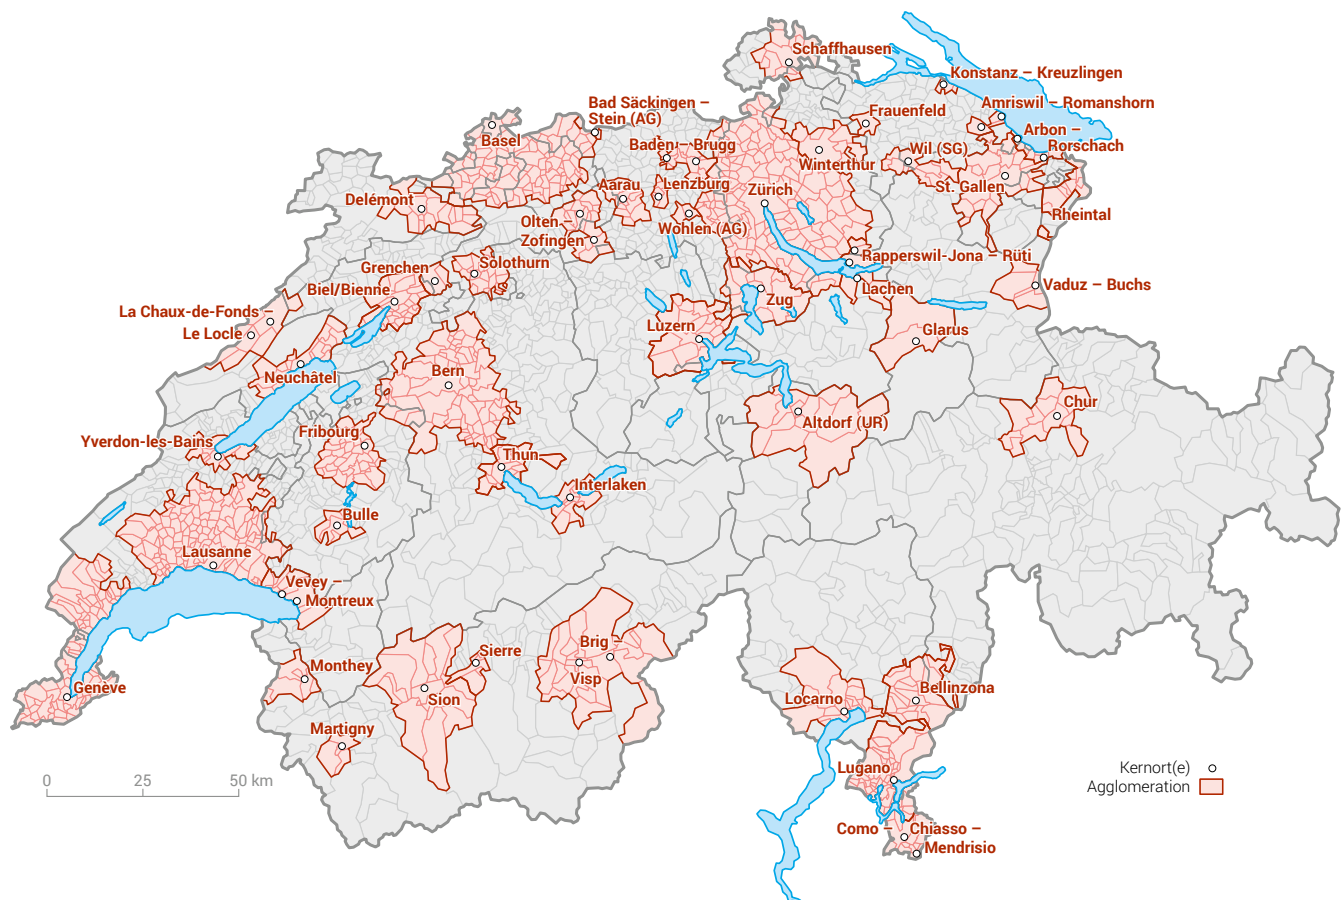 Schaffhausen
Konstanz – Kreuzlingen
Bad Säckingen –
Stein (AG)
Amriswil – Romanshorn
Frauenfeld
Arbon –
Rorschach
Basel
Baden – Brugg
Winterthur
Wil (SG)
St. Gallen
Delémont
Aarau
Lenzburg
Zürich
Rheintal
Olten –
Zofingen
Wohlen (AG)
Rapperswil-Jona – Rüti
Grenchen
Solothurn
Biel/Bienne
Lachen
Vaduz – Buchs
La Chaux-de-Fonds –
Le Locle
Zug
Luzern
Glarus
Neuchâtel
Bern
Chur
Altdorf (UR)
Yverdon-les-Bains
Fribourg
Thun
Interlaken
Bulle
Lausanne
Vevey –
Montreux
Monthey
Sierre
Brig –
Visp
Genève
Sion
Locarno
Bellinzona
Martigny
Lugano
Como –
Chiasso –
Mendrisio
0 25 50 km
Kernort(e)
Agglomeration